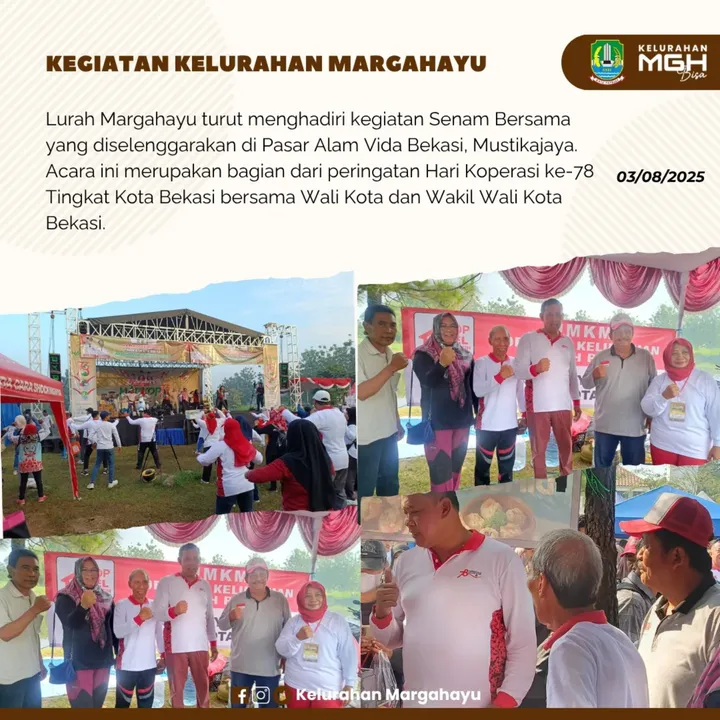 KEGIATAN KELURAHAN MARGAHAYU
KELURAHAN
MGH
Bisa
Lurah Margahayu turut menghadiri kegiatan Senam Bersama
yang diselenggarakan di Pasar Alam Vida Bekasi, Mustikajaya.
Acara ini merupakan bagian dari peringatan Hari Koperasi ke-78
Tingkat Kota Bekasi bersama Wali Kota dan Wakil Wali Kota
Bekasi.
03/08/2025
Kelurahan Margahayu